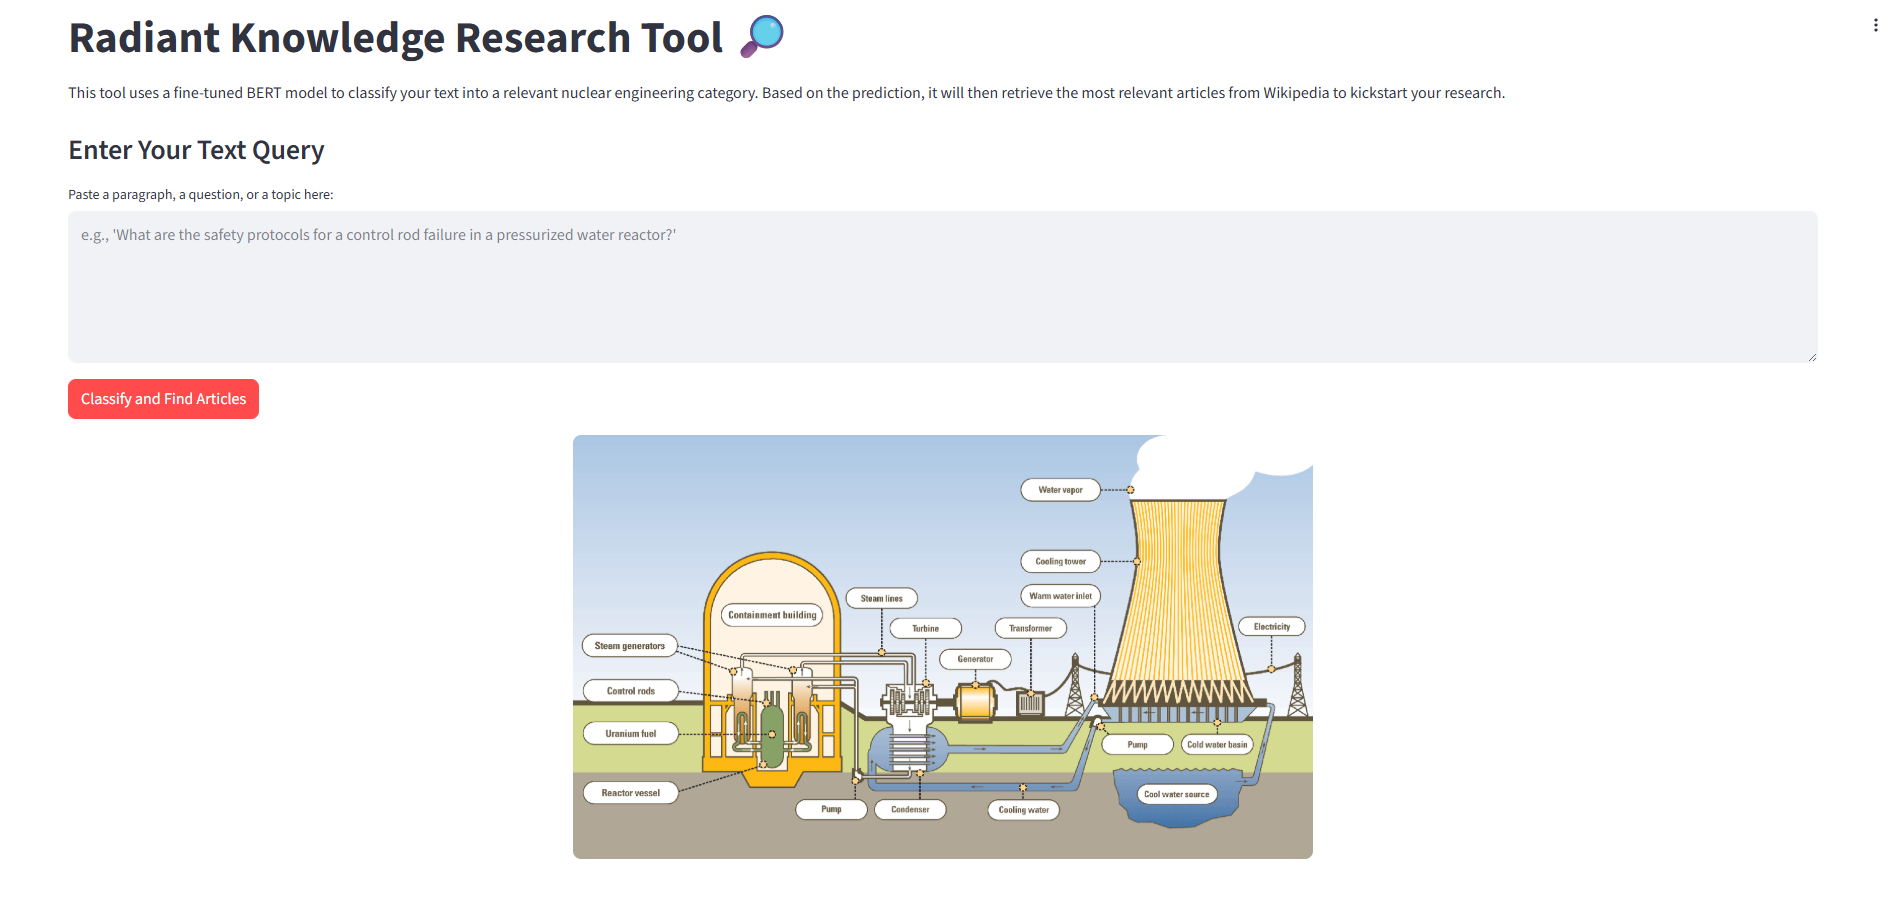 Radiant Knowledge Research Tool
This tool uses a fine-tuned BERT model to classify your text into a relevant nuclear engineering category. Based on the prediction, it will then retrieve the most relevant articles from Wikipedia to kickstart your research.
Enter Your Text Query
Paste a paragraph, a question, or a topic here:
e.g., 'What are the safety protocols for a control rod failure in a pressurized water reactor?'
Classify and Find Articles
Water vapor
Cooling tower
Warm water inlet
Steam lines
Containment building
Turbine
Transformer
Electricity
Steam generators
Generator
Control rods
Uranium fuel
Pump
Cold water basin
Reactor vessel
Cool water source
Pump
Condenser
Cooling water